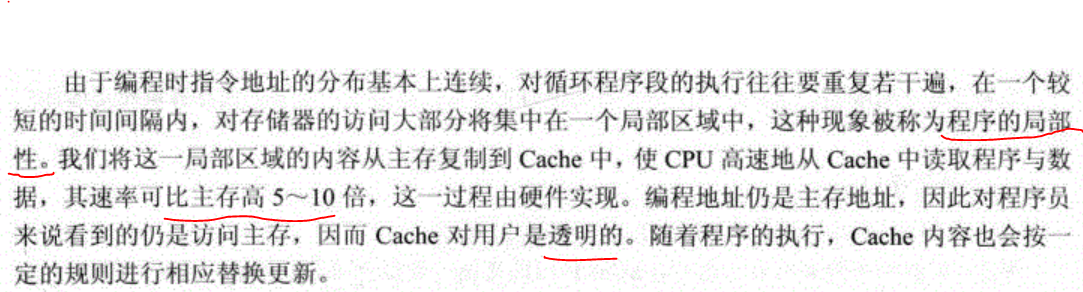 由于编程时指令地址的分布基本上连续，对循环程序段的执行往往要重复若干遍，在一个较
短的时间间隔内，对存储器的访问大部分将集中在一个局部区域中，这种现象被称为程序的局部
性。我们将这一局部区域的内容从主存复制到 Cache 中，使 CPU 高速地从 Cache 中读取程序与数
据，其速率可比主存高 5～10 倍，这一过程由硬件实现。编程地址仍是主存地址，因此对程序员
来说看到的仍是访问主存，因而 Cache 对用户是透明的。随着程序的执行，Cache 内容也会按一
定的规则进行相应替换更新。